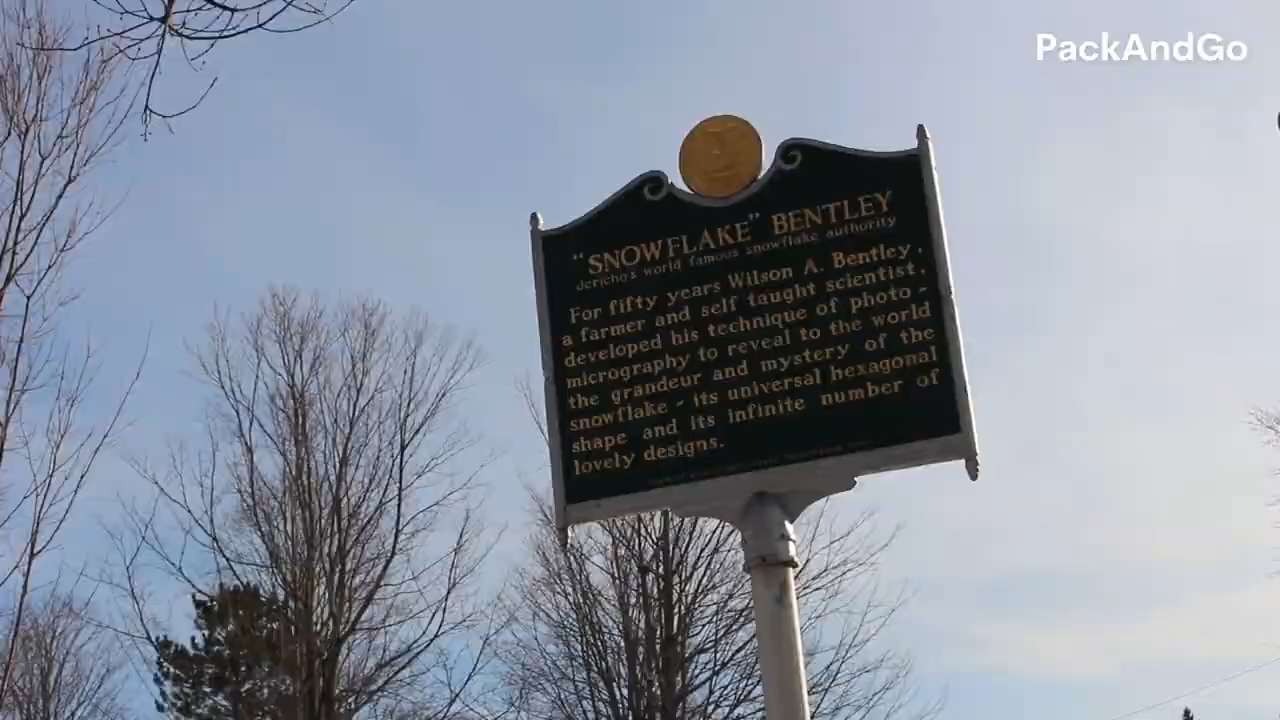 PackAndGo
"SNOWFLAKE" BENTLEY
Jericho's world famous snowflake authority
For fifty years Wilson A. Bentley,
a farmer and self taught scientist,
developed his technique of photo-
micrography to reveal to the world
the grandeur and mystery of the
snowflake - its universal hexagonal
shape and its infinite number of
lovely designs.